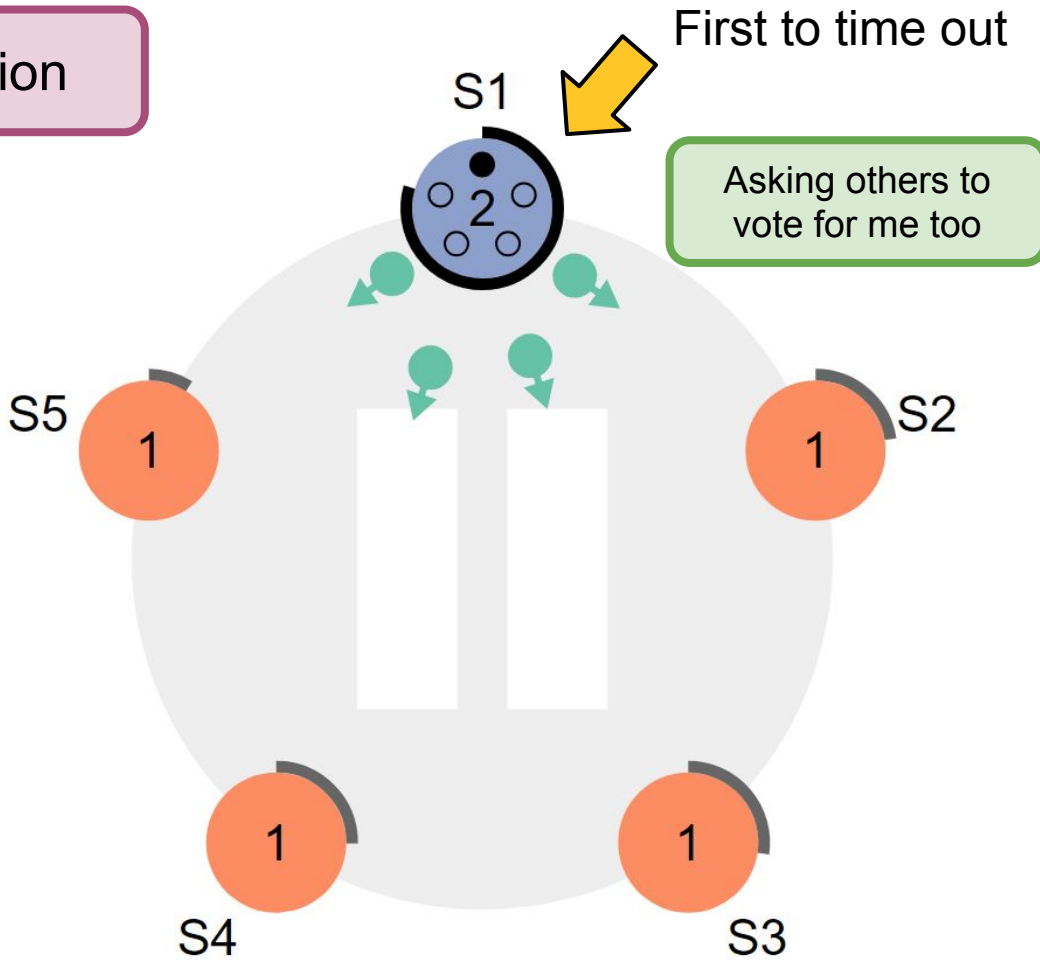 ion
First to time out
S1
2
Asking others to
vote for me too
S5
1
1
S2
1
1
S4
S3